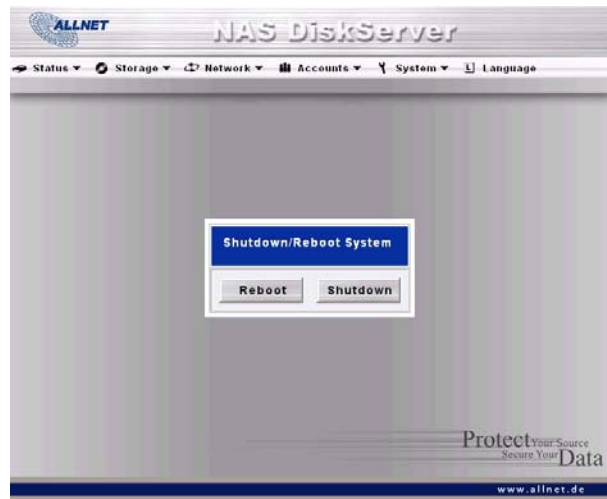 ALLNET
NAS DiskServer
Status Storage Network Accounts System Language
Shutdown/Reboot System
Reboot Shutdown
Protect Your Source
Secure Your Data
www.allnet.de